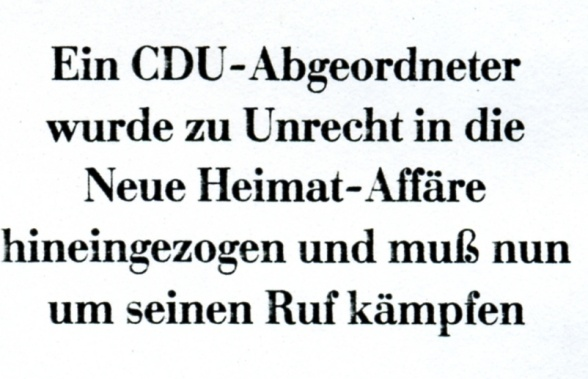 Ein CDU-Abgeordneter
wurde zu Unrecht in die
Neue Heimat-Affäre
hineingezogen und muß nun
um seinen Ruf kämpfen